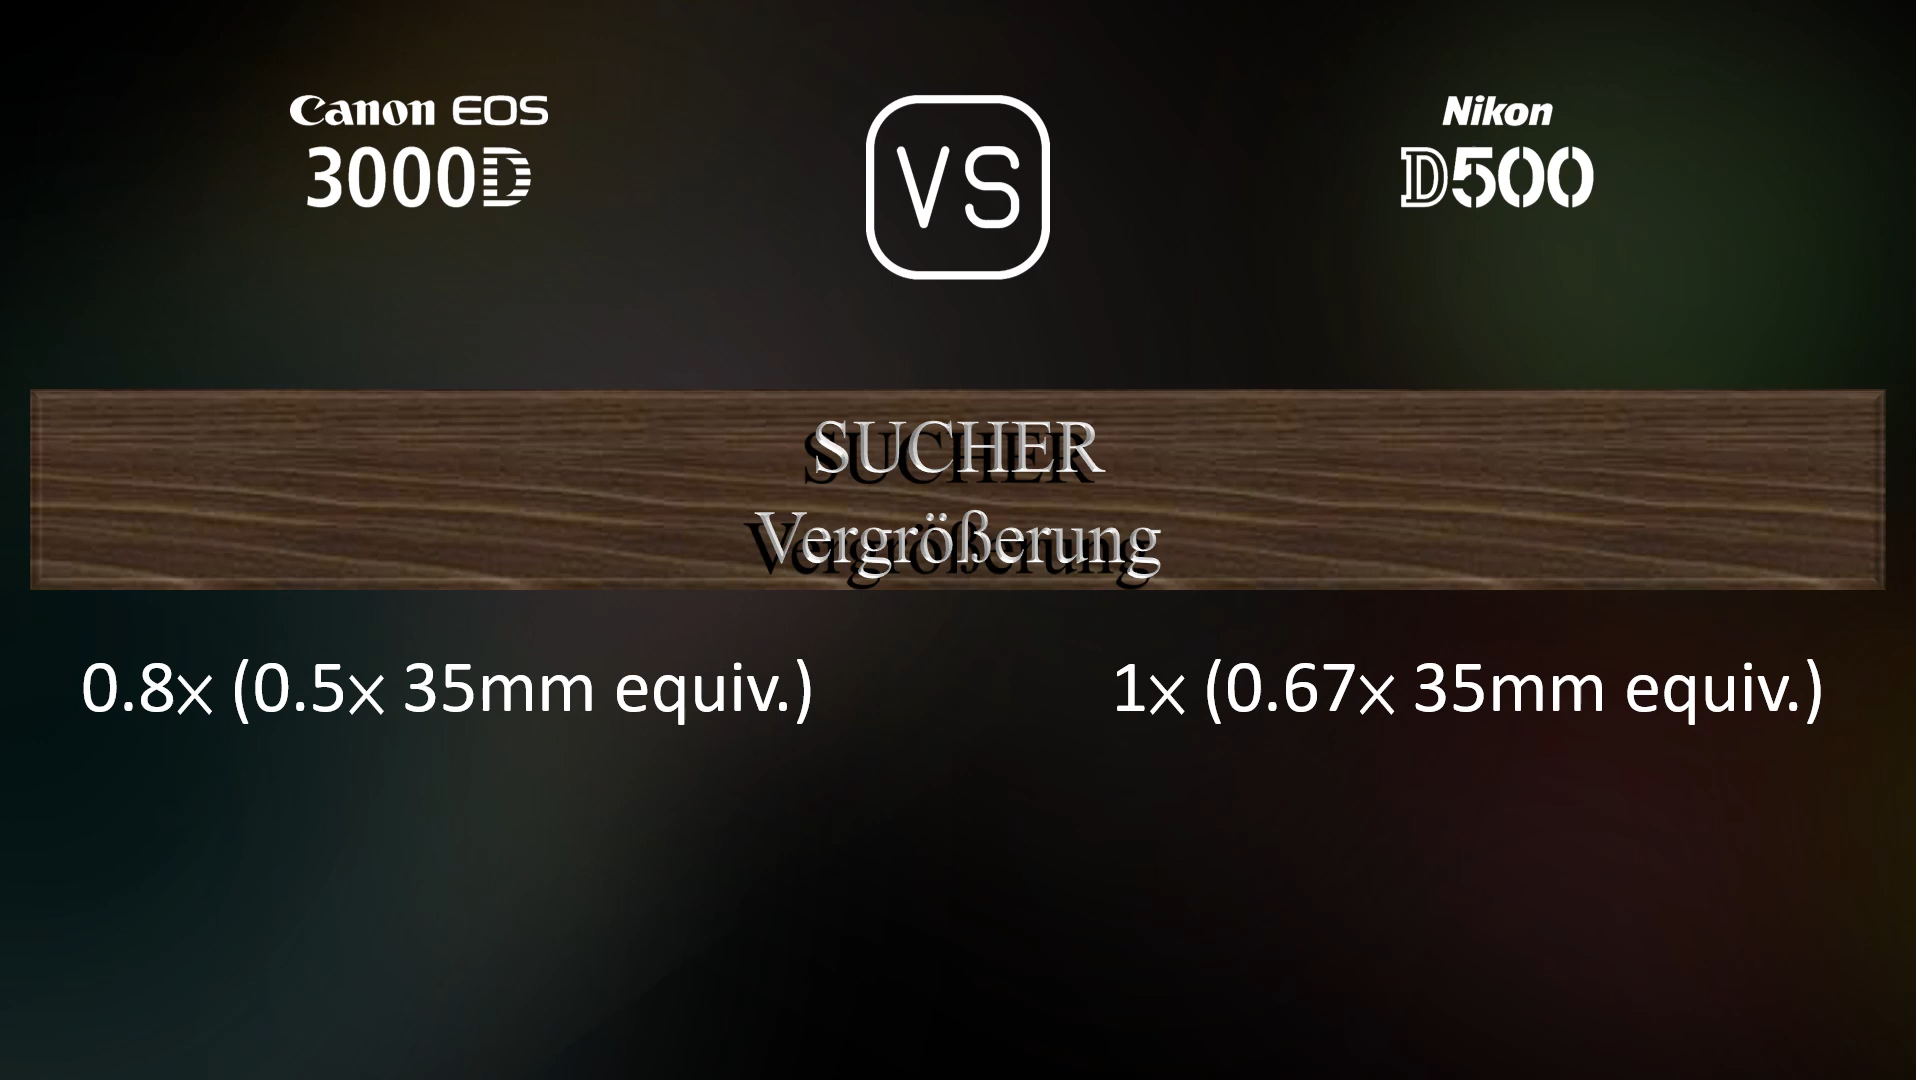 Canon EOS
3000D
VS
Nikon
D500
SUCHER
Vergrößerung
0.8x (0.5x 35mm equiv.)
1x (0.67x 35mm equiv.)